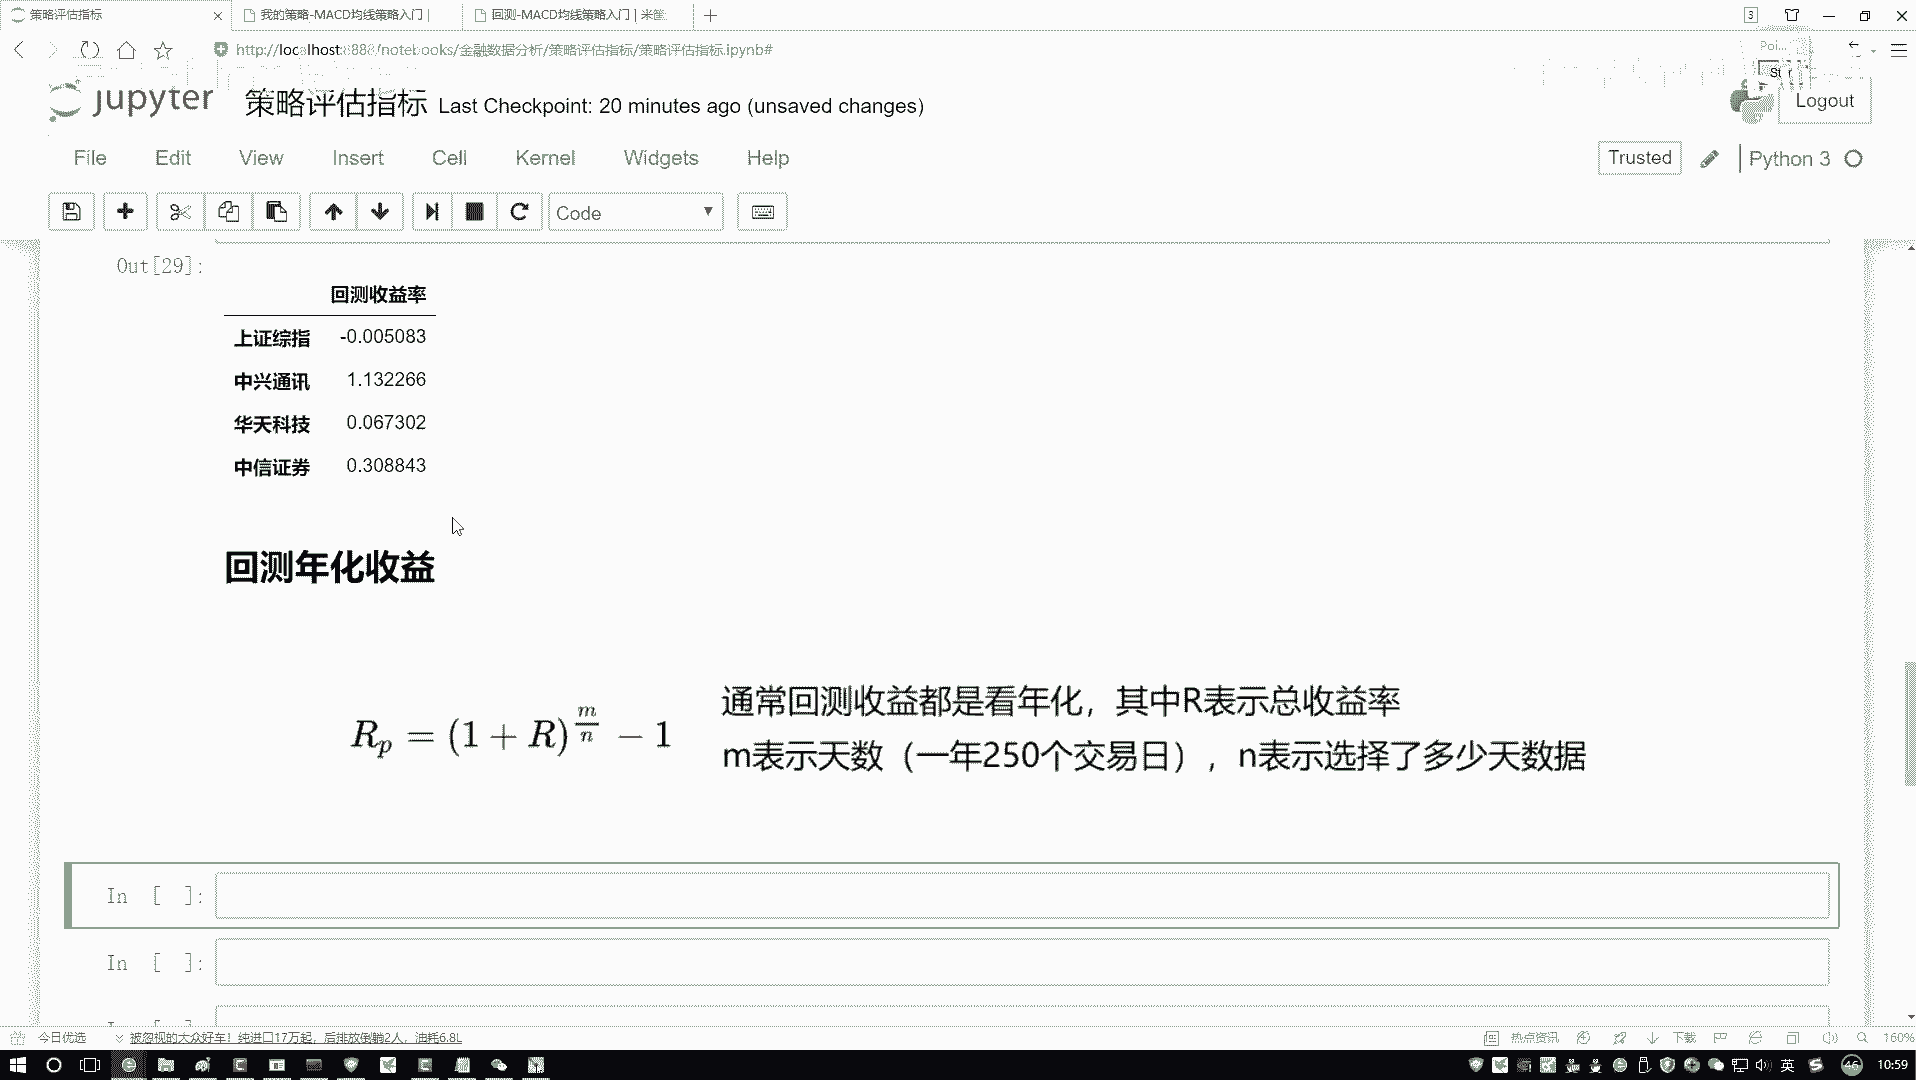 策略评估指标
我的策略-MACD均线策略入门 |
回测-MACD均线策略入门 | 米筐
3
http://localhost:888/notebooks/金融数据分析/策略评估指标/策略评估指标.ipynb#
Poi...
jupyter 策略评估指标 Last Checkpoint: 20 minutes ago (unsaved changes)
Logout
File Edit View Insert Cell Kernel Widgets Help
Trusted
Python 3
Code
Out[29]:
回测收益率
上证综指 -0.005083
中兴通讯 1.132266
华天科技 0.067302
中信证券 0.308843
回测年化收益
通常回测收益都是看年化，其中R表示总收益率
R_p = (1 + R)^{m/n} − 1
m表示天数（一年250个交易日），n表示选择了多少天数据
In [ ]:
In [ ]:
今日优选
被忽视的大众好车！纯进口17万起，后排放倒躺2人，油耗6.8L
热点资讯
下载
160%
英
46
10:59